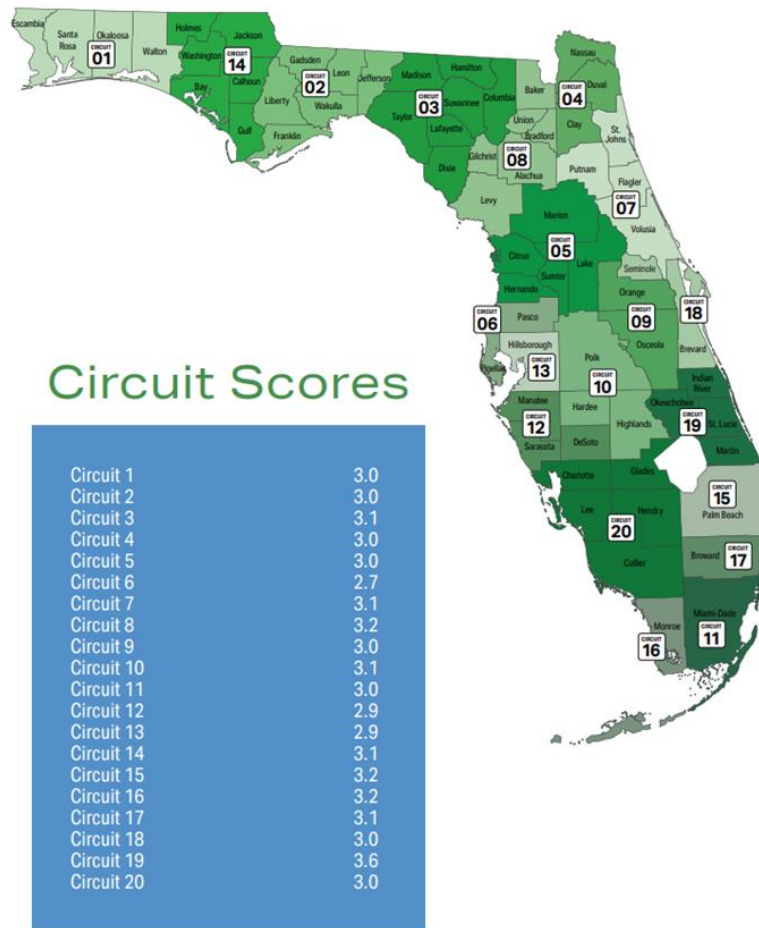 Escambia
Santa
Rosa
Okaloosa
Walton
CIRCUIT
01
Holmes
Jackson
Washington
CIRCUIT
14
Bay
Calhoun
Gulf
Gadsden
Leon
Jefferson
CIRCUIT
02
Liberty
Wakulla
Franklin
Madison
Hamilton
CIRCUIT
03
Suwannee
Columbia
Taylor
Lafayette
Dixie
Nassau
Duval
CIRCUIT
04
Clay
Baker
Union
Bradford
CIRCUIT
08
Gilchrist
Alachua
Levy
St.
Johns
Putnam
Flagler
CIRCUIT
07
Volusia
Marion
CIRCUIT
05
Citrus
Lake
Sumter
Hernando
Seminole
Orange
CIRCUIT
09
Osceola
CIRCUIT
18
Brevard
CIRCUIT
06
Pasco
Pinellas
Hillsborough
CIRCUIT
13
Polk
CIRCUIT
10
Hardee
Highlands
Manatee
CIRCUIT
12
Sarasota
DeSoto
Indian
River
Okeechobee
St. Lucie
CIRCUIT
19
Martin
Charlotte
Glades
Lee
Hendry
CIRCUIT
20
Collier
CIRCUIT
15
Palm Beach
Broward
CIRCUIT
17
Miami-Dade
CIRCUIT
11
Monroe
CIRCUIT
16
Circuit Scores
Circuit 1 3.0
Circuit 2 3.0
Circuit 3 3.1
Circuit 4 3.0
Circuit 5 3.0
Circuit 6 2.7
Circuit 7 3.1
Circuit 8 3.2
Circuit 9 3.0
Circuit 10 3.1
Circuit 11 3.0
Circuit 12 2.9
Circuit 13 2.9
Circuit 14 3.1
Circuit 15 3.2
Circuit 16 3.2
Circuit 17 3.1
Circuit 18 3.0
Circuit 19 3.6
Circuit 20 3.0